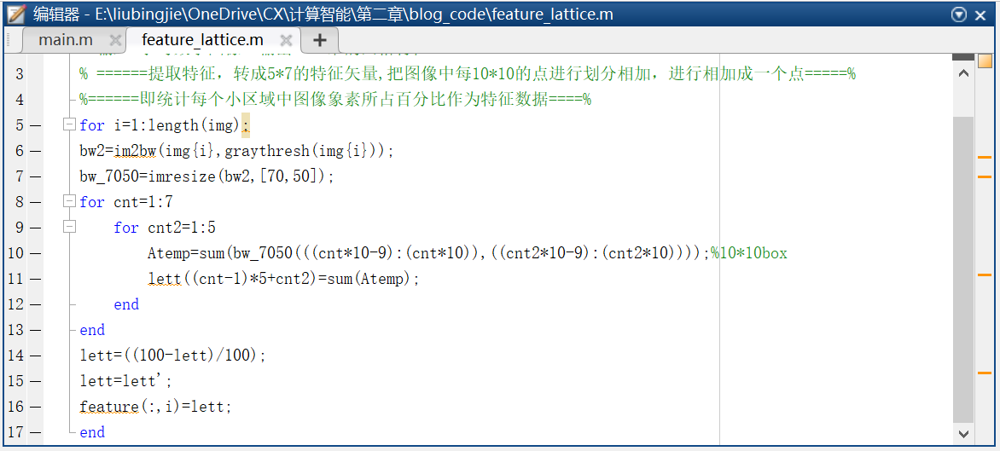 编辑器 - E:\liubingjie\OneDrive\CX\计算智能\第二章\blog_code\feature_lattice.m
main.m feature_lattice.m
3 % ======提取特征，转成5*7的特征矢量,把图像中每10*10的点进行划分相加，进行相加成一个点=====%
4 %======即统计每个小区域中图像象素所占百分比作为特征数据====%
5 for i=1:length(img);
6 bw2=im2bw(img{i},graythresh(img{i}));
7 bw_7050=imresize(bw2,[70,50]);
8 for cnt=1:7
9 for cnt2=1:5
10 Atemp=sum(bw_7050(((cnt*10-9):(cnt*10)),((cnt2*10-9):(cnt2*10))));%10*10box
11 lett((cnt-1)*5+cnt2)=sum(Atemp);
12 end
13 end
14 lett=((100-lett)/100);
15 lett=lett';
16 feature(:,i)=lett;
17 end